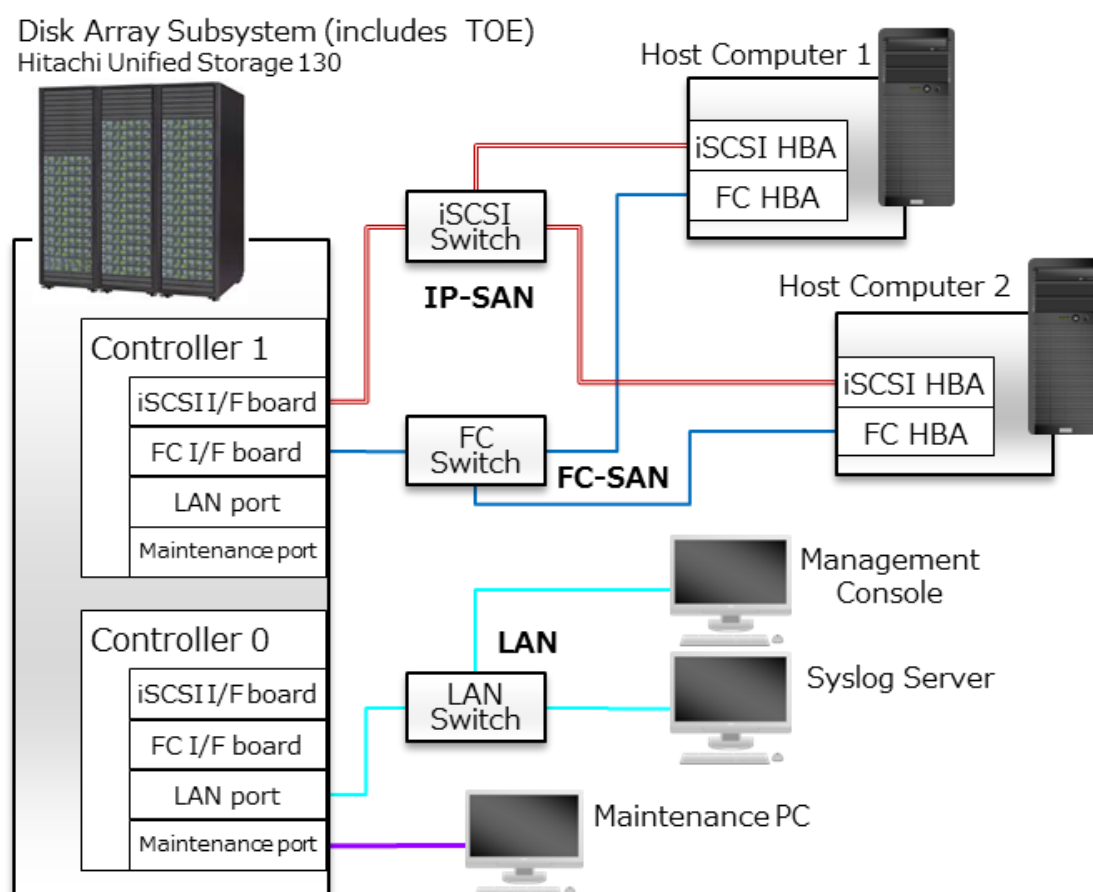 Disk Array Subsystem (includes TOE)
Hitachi Unified Storage 130
Host Computer 1
iSCSI HBA
FC HBA
iSCSI
Switch
IP-SAN
Host Computer 2
iSCSI HBA
FC HBA
Controller 1
iSCSI I/F board
FC I/F board
LAN port
Maintenance port
FC
Switch
FC-SAN
Management
Console
Controller 0
iSCSI I/F board
FC I/F board
LAN port
Maintenance port
LAN
LAN
Switch
Syslog Server
Maintenance PC